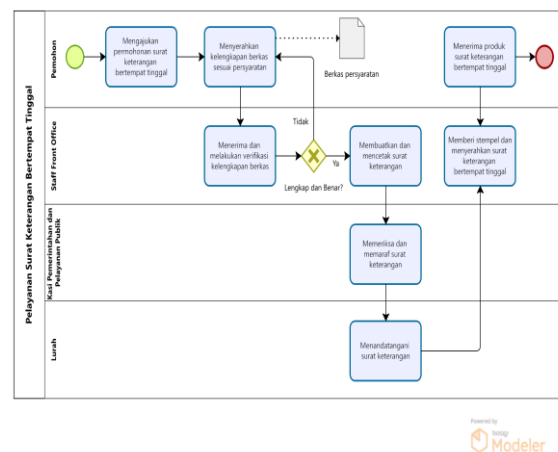 Pelayanan Surat Keterangan Bertempat Tinggal
Pemohon
Mengajukan
permohonan surat
keterangan
bertempat tinggal
Menyerahkan
kelengkapan berkas
sesuai persyaratan
Berkas persyaratan
Menerima produk
surat keterangan
bertempat tinggal
Staff Front Office
Menerima dan
melakukan verifikasi
kelengkapan berkas
Tidak
Lengkap dan Benar?
Ya
Membuatkan dan
mencetak surat
keterangan
Memberi stempel dan
menyerahkan surat
keterangan
bertempat tinggal
Kasi Pemerintahan dan
Pelayanan Publik
Memeriksa dan
memaraf surat
keterangan
Lurah
Menandatangani
surat keterangan
Powered by
bizagi
Modeler